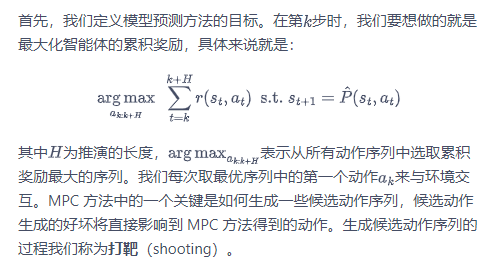 首先，我们定义模型预测方法的目标。在第k步时，我们要想做的就是
最大化智能体的累积奖励，具体来说就是：
arg max_{a_{k:k+H}} \sum_{t=k}^{k+H} r(s_t, a_t) s.t. s_{t+1} = \hat{P}(s_t, a_t)
其中H为推演的长度，arg max_{a_{k:k+H}}表示从所有动作序列中选取累积
奖励最大的序列。我们每次取最优序列中的第一个动作a_k来与环境交
互。MPC 方法中的一个关键是如何生成一些候选动作序列，候选动作
生成的好坏将直接影响到 MPC 方法得到的动作。生成候选动作序列的
过程我们称为打靶（shooting）。